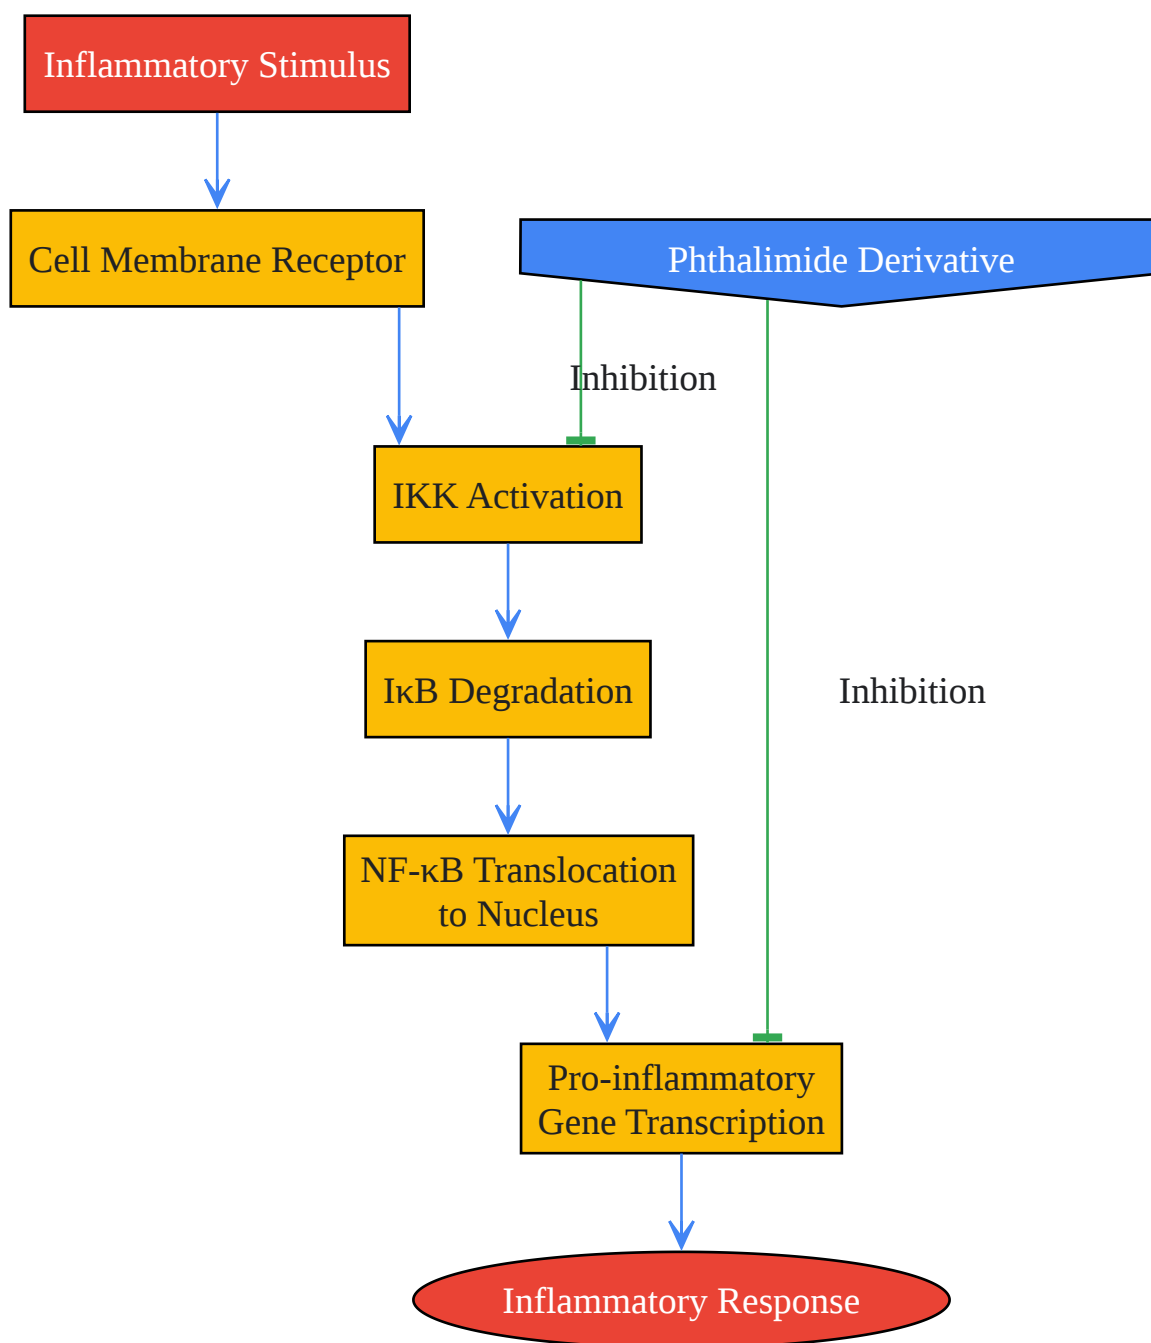 Inflammatory Stimulus
Cell Membrane Receptor
Phthalimide Derivative
Inhibition
IKK Activation
IκB Degradation
Inhibition
NF-κB Translocation
to Nucleus
Pro-inflammatory
Gene Transcription
Inflammatory Response